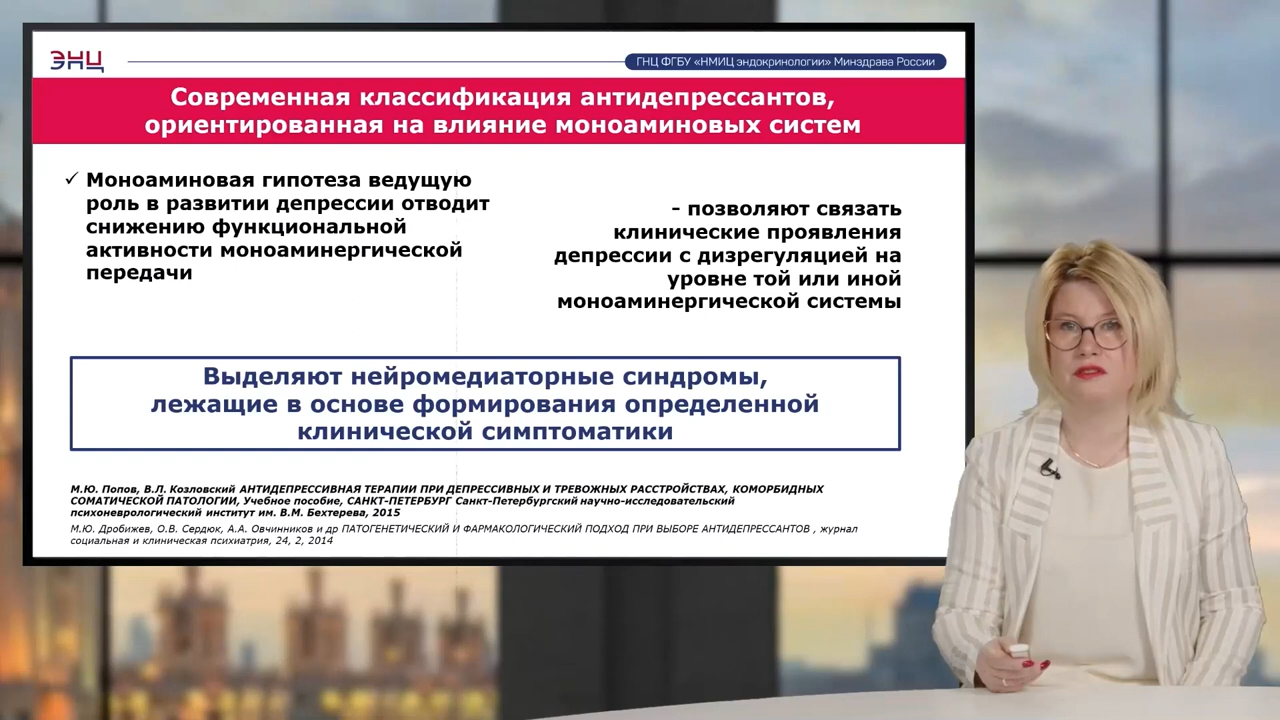 ЭНЦ
ГНЦ ФГБУ «НМИЦ эндокринологии» Минздрава России
Современная классификация антидепрессантов,
ориентированная на влияние моноаминовых систем
✓ Моноаминовая гипотеза ведущую
роль в развитии депрессии отводит
снижению функциональной
активности моноаминергической
передачи
- позволяют связать
клинические проявления
депрессии с дизрегуляцией на
уровне той или иной
моноаминергической системы
Выделяют нейромедиаторные синдромы,
лежащие в основе формирования определенной
клинической симптоматики
М.Ю. Попов, В.Л. Козловский АНТИДЕПРЕССИВНАЯ ТЕРАПИИ ПРИ ДЕПРЕССИВНЫХ И ТРЕВОЖНЫХ РАССТРОЙСТВАХ, КОМОРБИДНЫХ
СОМАТИЧЕСКОЙ ПАТОЛОГИИ, Учебное пособие, САНКТ-ПЕТЕРБУРГ Санкт-Петербургский научно-исследовательский
психоневрологический институт им. В.М. Бехтерева, 2015
М.Ю. Дробижев, О.В. Сердюк, А.А. Овчинников и др ПАТОГЕНЕТИЧЕСКИЙ И ФАРМАКОЛОГИЧЕСКИЙ ПОДХОД ПРИ ВЫБОРЕ АНТИДЕПРЕССАНТОВ , журнал
социальная и клиническая психиатрия, 24, 2, 2014